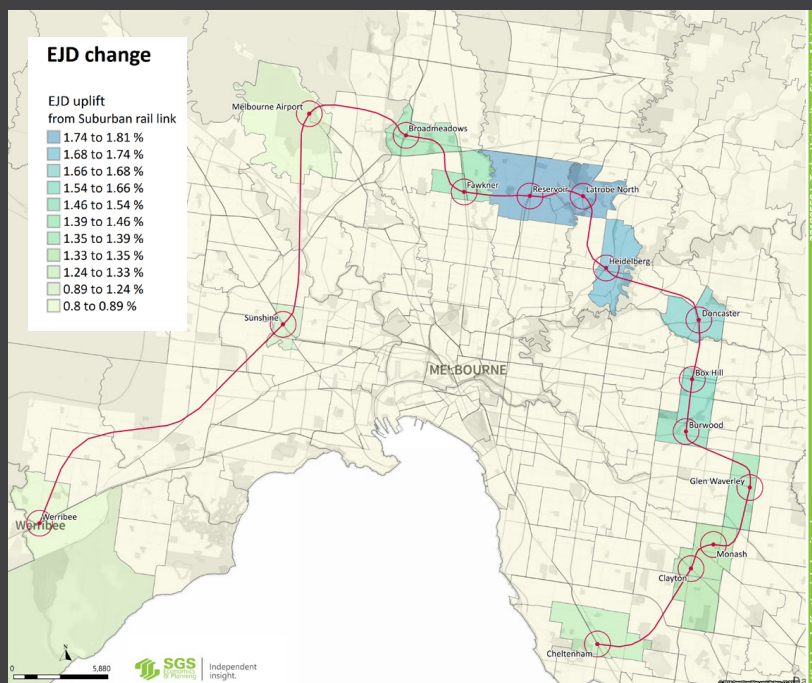 EJD change
EJD uplift
from Suburban rail link
1.74 to 1.81 %
1.68 to 1.74 %
1.66 to 1.68 %
1.54 to 1.66 %
1.46 to 1.54 %
1.39 to 1.46 %
1.35 to 1.39 %
1.33 to 1.35 %
1.24 to 1.33 %
0.89 to 1.24 %
0.8 to 0.89 %
Melbourne Airport
Broadmeadows
Fawkner
Reservoir
Latrobe North
Heidelberg
Sunshine
Doncaster
MELBOURNE
Box Hill
Burwood
Glen Waverley
Werribee
Werribee
Monash
Clayton
Cheltenham
N
0 5,880
SGS
Economics
& Planning
Independent
insight.